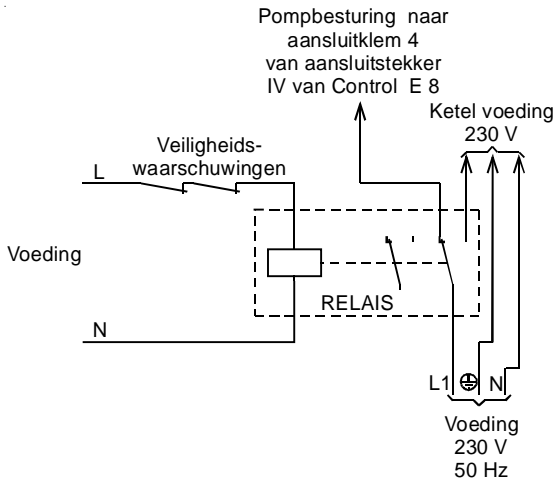 Pompbesturing naar
aansluitklem 4
van aansluitstekker
IV van Control E 8
Ketel voeding
230 V
Veiligheids-
waarschuwingen
L
Voeding
RELAIS
N
L1
N
Voeding
230 V
50 Hz